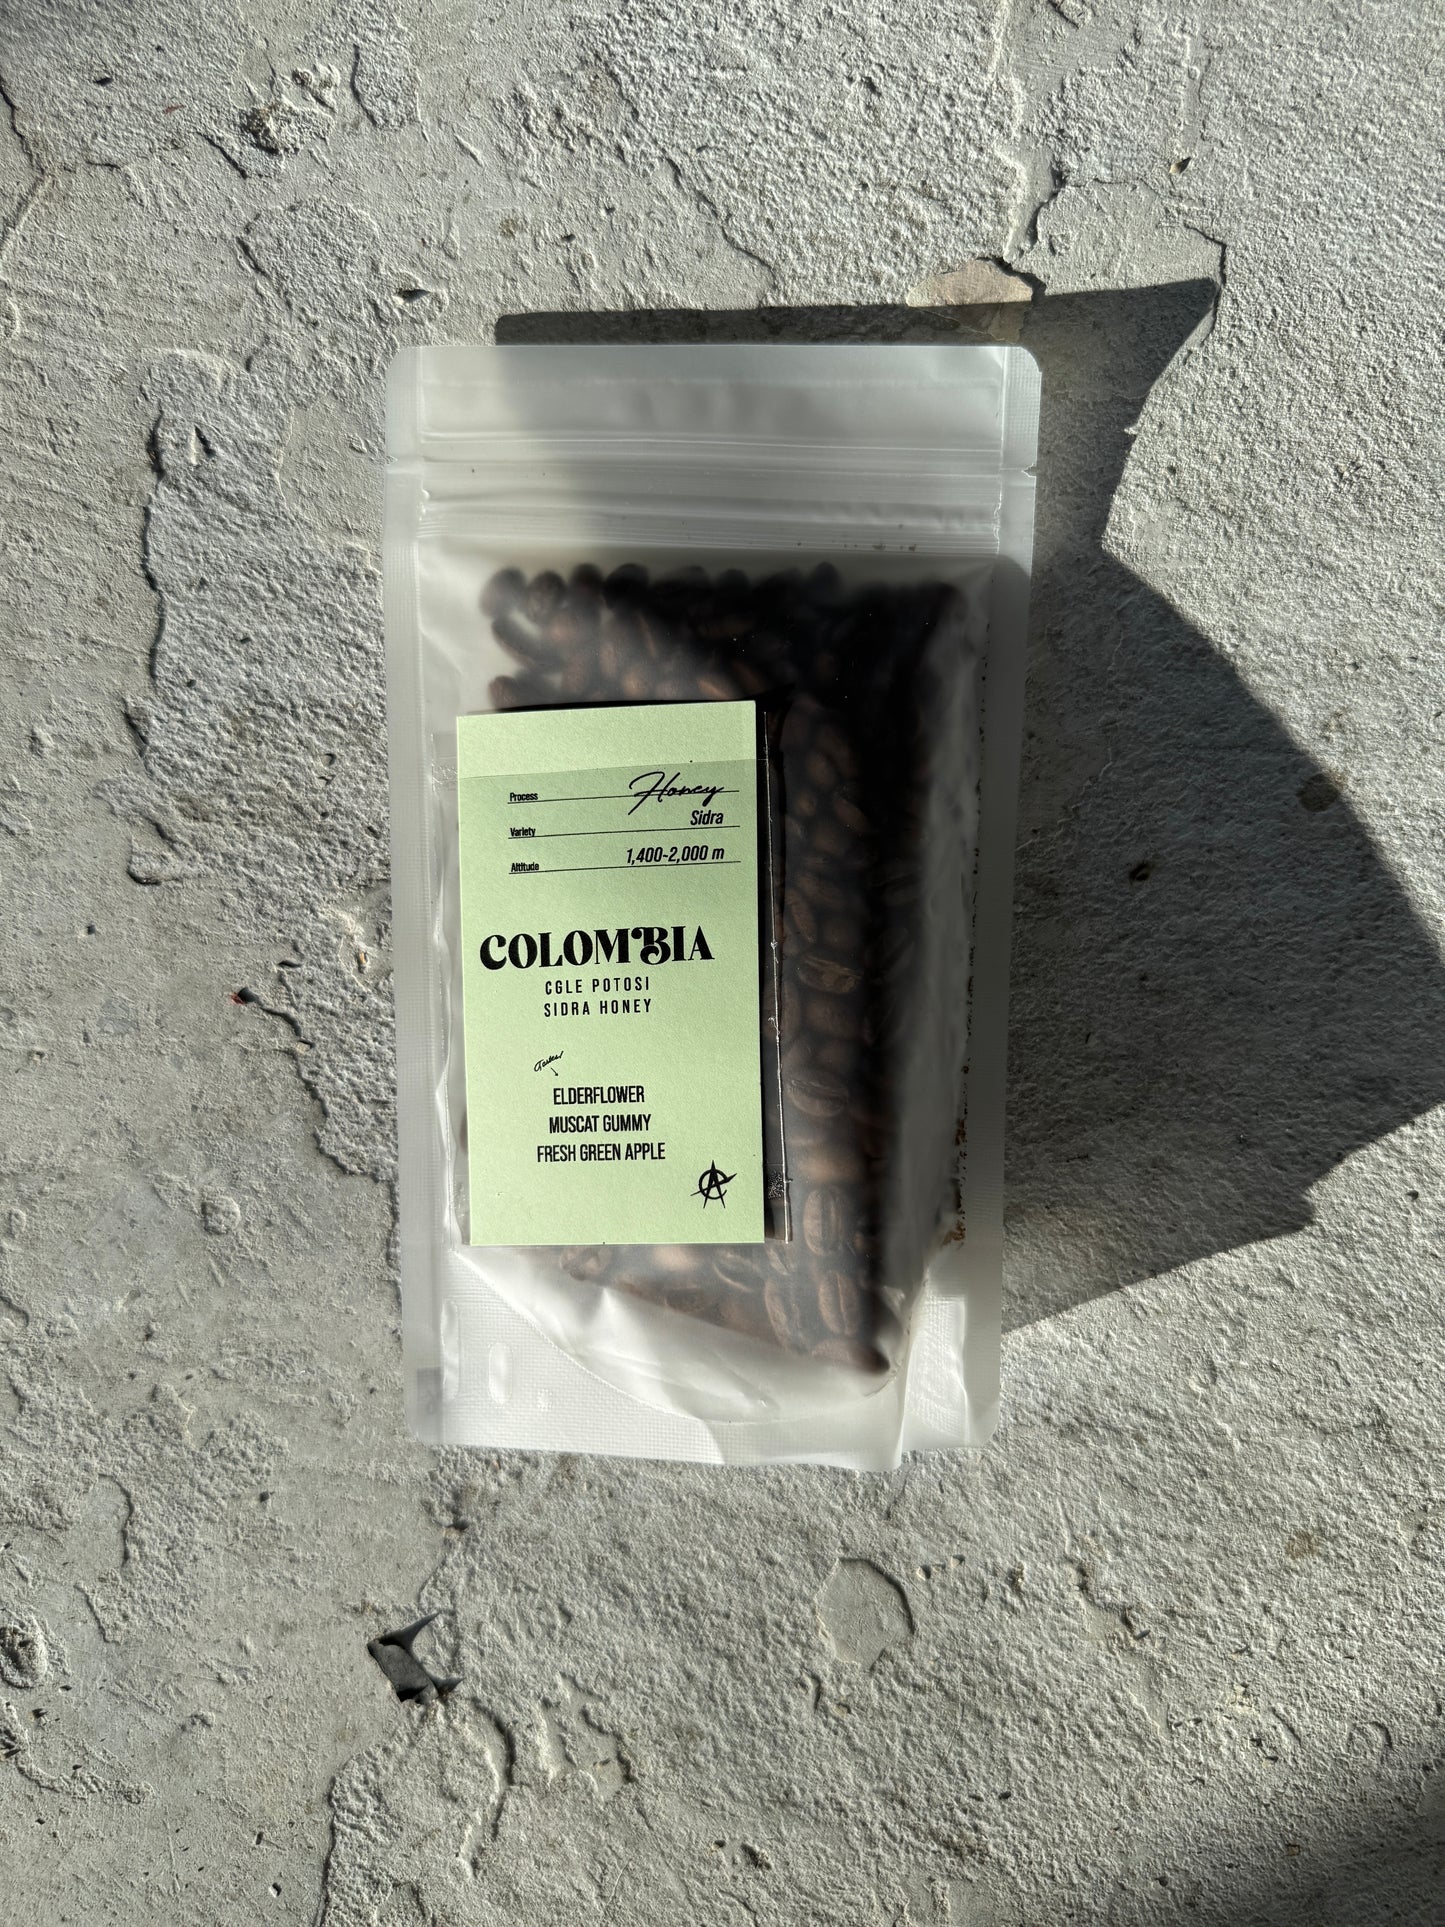 Process Honey
Variety Sidra
Altitude 1,400-2,000 m
COLOMBIA
CGLE POTOSI
SIDRA HONEY
Tastes!
ELDERFLOWER
MUSCAT GUMMY
FRESH GREEN APPLE